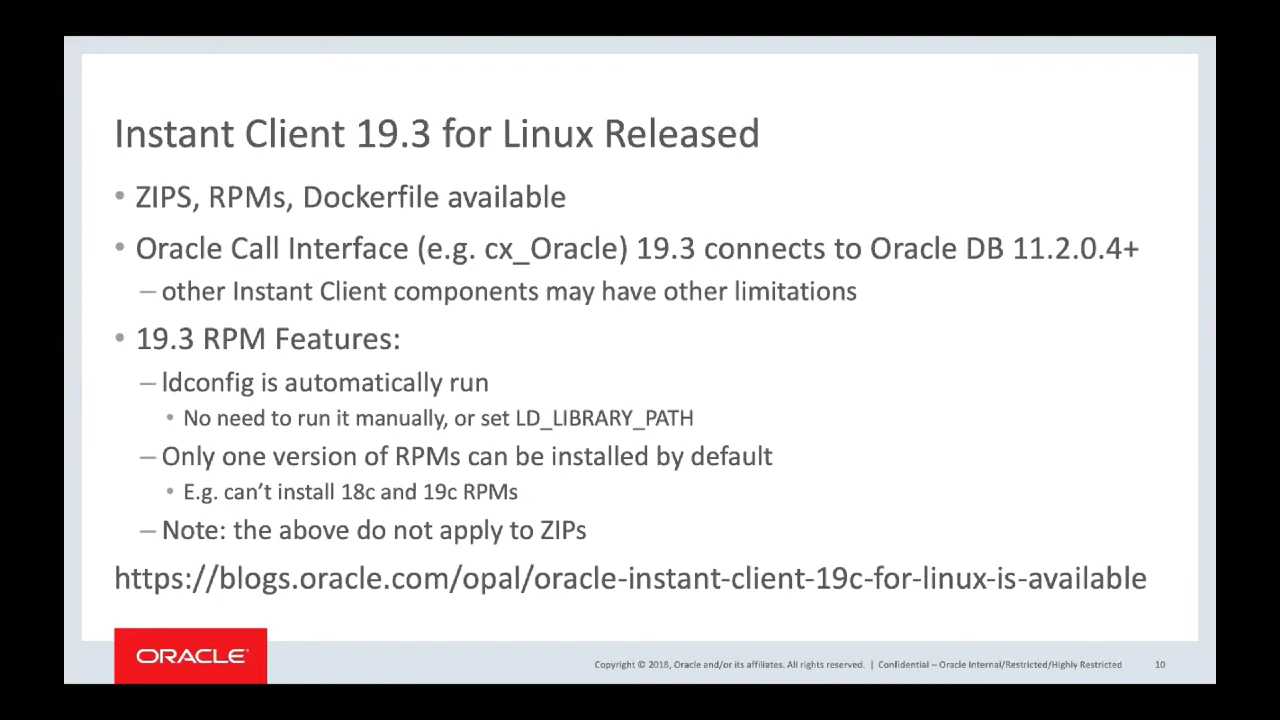 Instant Client 19.3 for Linux Released
• ZIPS, RPMs, Dockerfile available
• Oracle Call Interface (e.g. cx_Oracle) 19.3 connects to Oracle DB 11.2.0.4+
– other Instant Client components may have other limitations
• 19.3 RPM Features:
– ldconfig is automatically run
• No need to run it manually, or set LD_LIBRARY_PATH
– Only one version of RPMs can be installed by default
• E.g. can’t install 18c and 19c RPMs
– Note: the above do not apply to ZIPs
https://blogs.oracle.com/opal/oracle-instant-client-19c-for-linux-is-available
ORACLE®
Copyright © 2018, Oracle and/or its affiliates. All rights reserved. | Confidential – Oracle Internal/Restricted/Highly Restricted 10